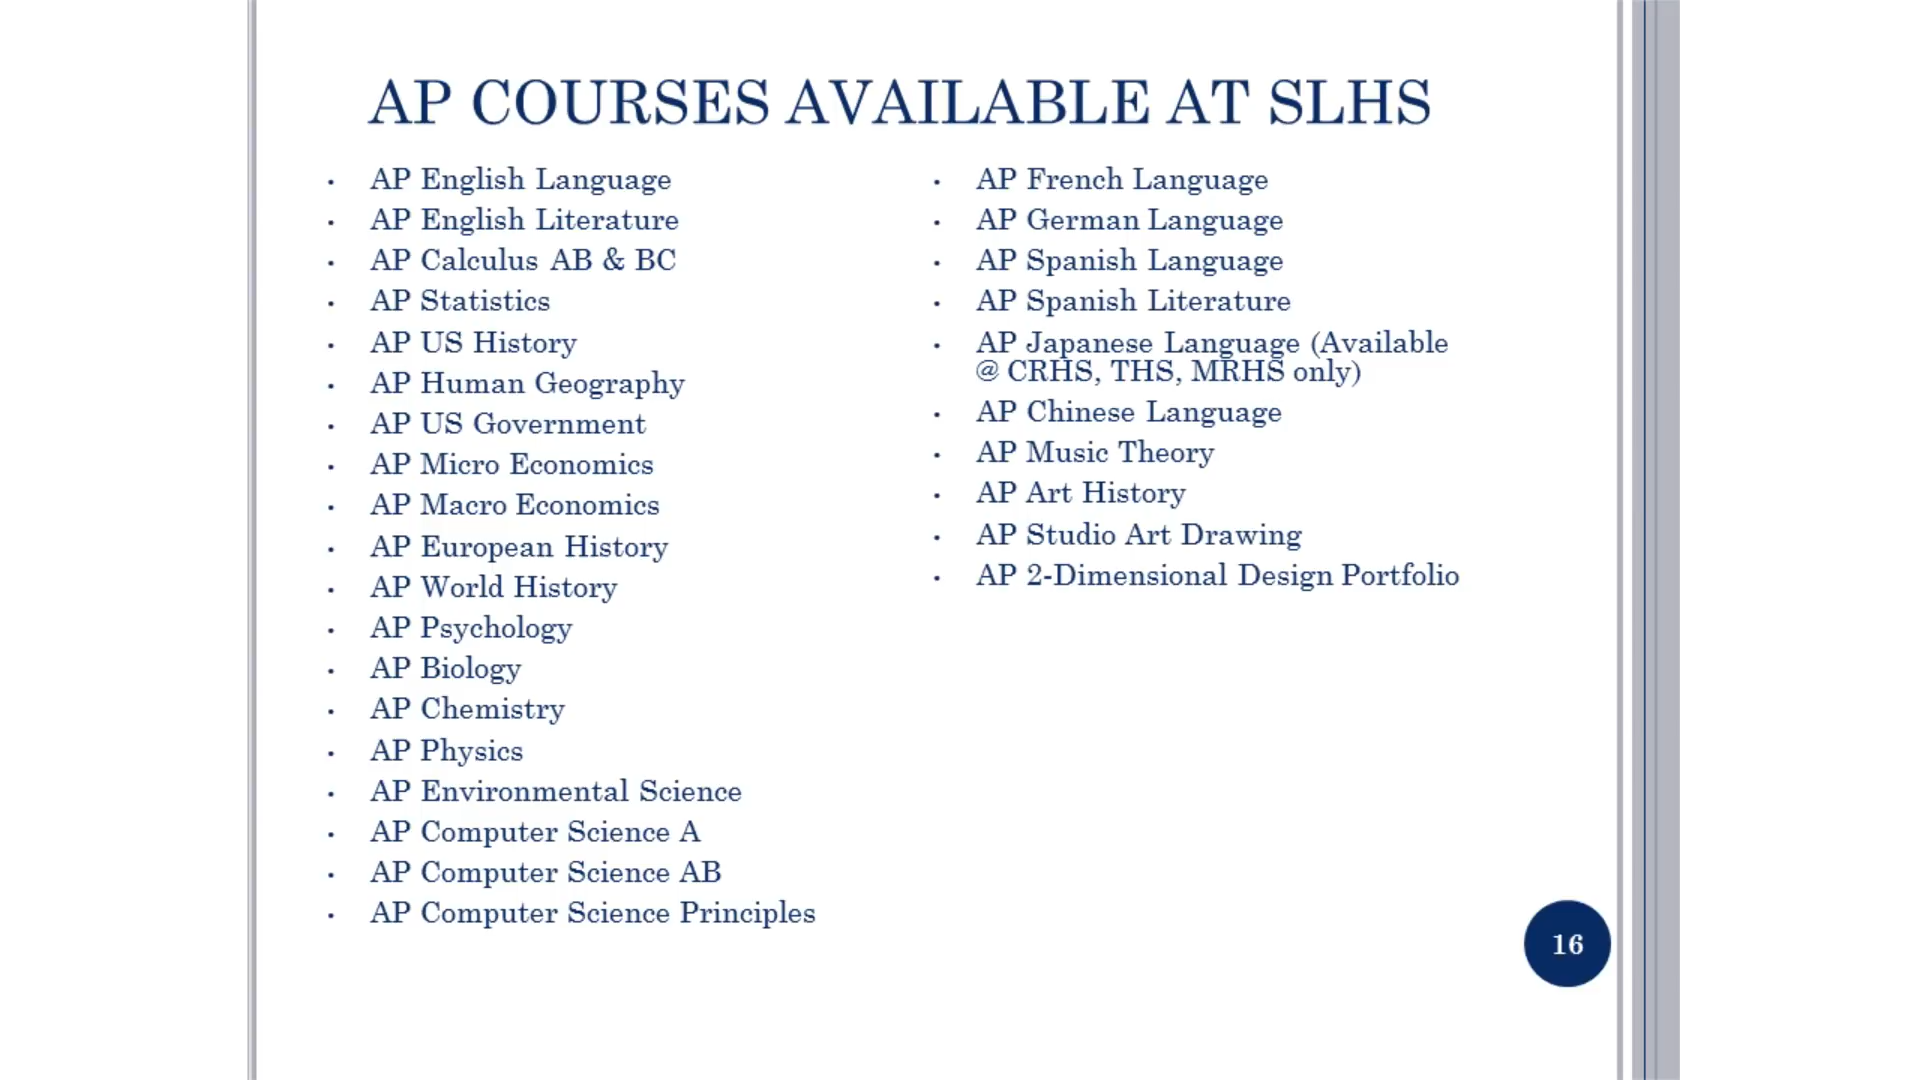 AP COURSES AVAILABLE AT SLHS
• AP English Language
• AP English Literature
• AP Calculus AB & BC
• AP Statistics
• AP US History
• AP Human Geography
• AP US Government
• AP Micro Economics
• AP Macro Economics
• AP European History
• AP World History
• AP Psychology
• AP Biology
• AP Chemistry
• AP Physics
• AP Environmental Science
• AP Computer Science A
• AP Computer Science AB
• AP Computer Science Principles
• AP French Language
• AP German Language
• AP Spanish Language
• AP Spanish Literature
• AP Japanese Language (Available
@ CRHS, THS, MRHS only)
• AP Chinese Language
• AP Music Theory
• AP Art History
• AP Studio Art Drawing
• AP 2-Dimensional Design Portfolio
16